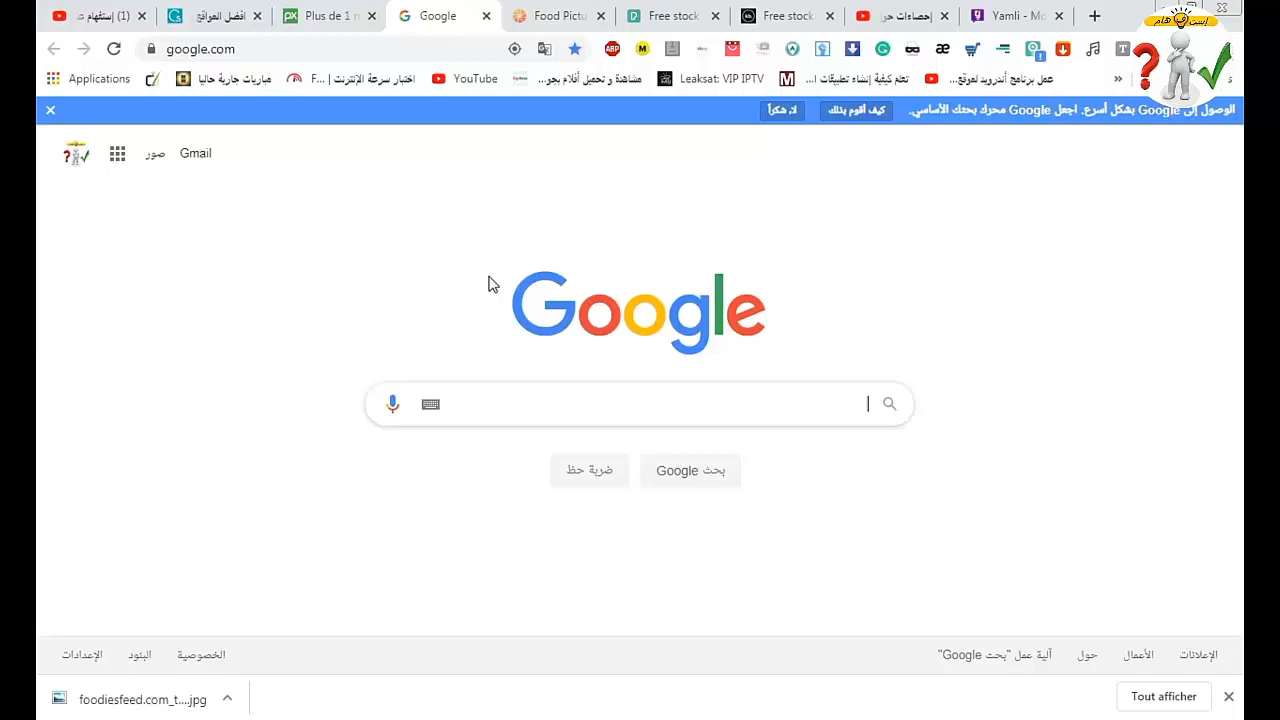 إحصاءات حول
(1) إستفهام
افضل المواقع
Plus de 1 m
Google
Food Pictu
Free stock
Free stock
Yamli - Mo
google.com
Applications
مباريات جارية حاليا
اختبار سرعة الإنترنت | F...
YouTube
مشاهدة و تحميل أفلام بجو...
Leaksat: VIP IPTV
تعلم كيفية إنشاء تطبيقات ا...
عمل برنامج أندرويد لموقع...
الوصول إلى Google بشكل أسرع. اجعل Google محرك بحثك الأساسي.
كيف أقوم بذلك
لا، شكراً
Gmail
صور
Google
بحث Google
ضربة حظ
الإعلانات
الأعمال
حول
آلية عمل "بحث Google"
الخصوصية
البنود
الإعدادات
foodiesfeed.com_t....jpg
Tout afficher